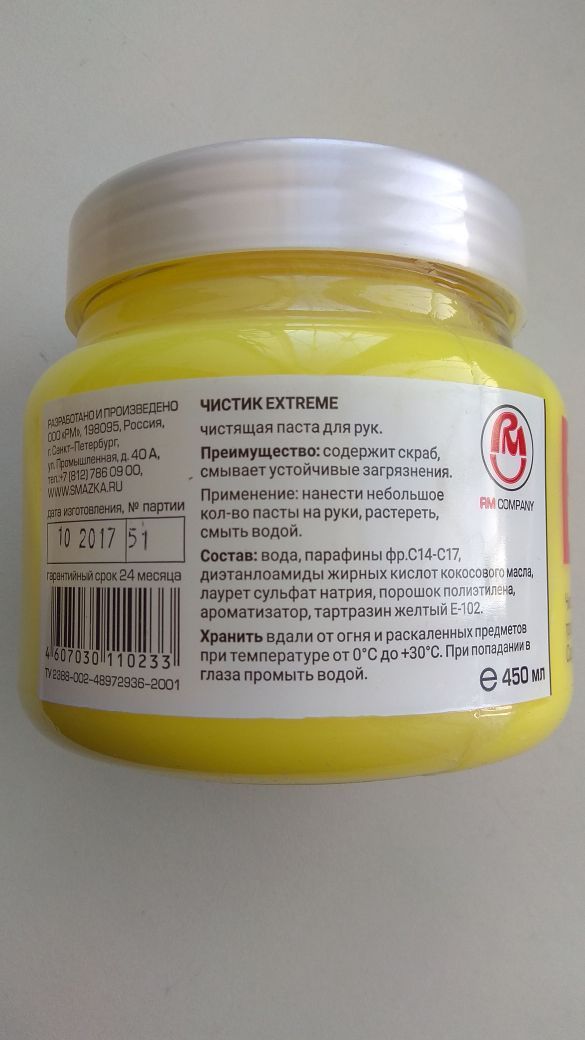 РАЗРАБОТАНО И ПРОИЗВЕДЕНО
ООО «РМ», 198095, Россия,
г. Санкт-Петербург,
ул. Промышленная, д. 40 А,
тел.:+7 (812) 786 09 00,
WWW.SMAZKA.RU
дата изготовления, № партии
10 2017 51
гарантийный срок 24 месяца
4 607030 110233
ТУ 2388-002-48972936-2001
ЧИСТИК EXTREME
чистящая паста для рук.
Преимущество: содержит скраб,
смывает устойчивые загрязнения.
Применение: нанести небольшое
кол-во пасты на руки, растереть,
смыть водой.
Состав: вода, парафины фр.С14-С17,
диэтанлоамиды жирных кислот кокосового масла,
лаурет сульфат натрия, порошок полиэтилена,
ароматизатор, тартразин желтый Е-102.
Хранить вдали от огня и раскаленных предметов
при температуре от 0°С до +30°С. При попадании в
глаза промыть водой.
℮ 450 мл
RM
RM COMPANY